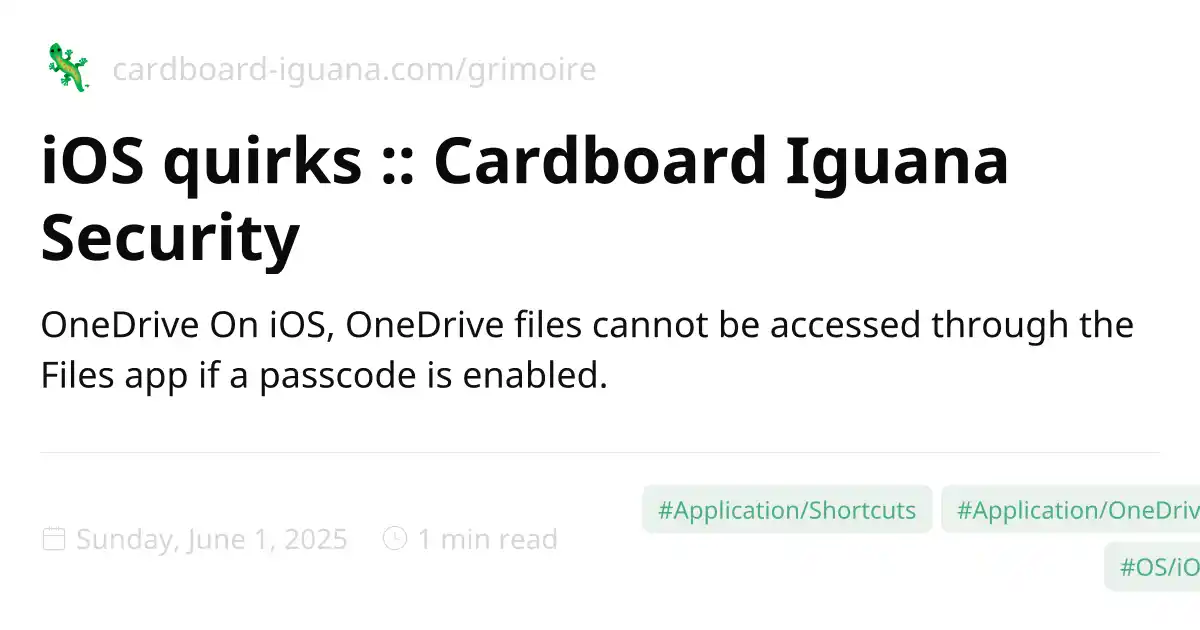 cardboard-iguana.com/grimoire
iOS quirks :: Cardboard Iguana
Security
OneDrive On iOS, OneDrive files cannot be accessed through the
Files app if a passcode is enabled.
Sunday, June 1, 2025
1 min read
#Application/Shortcuts
#Application/OneDriv
#OS/iO